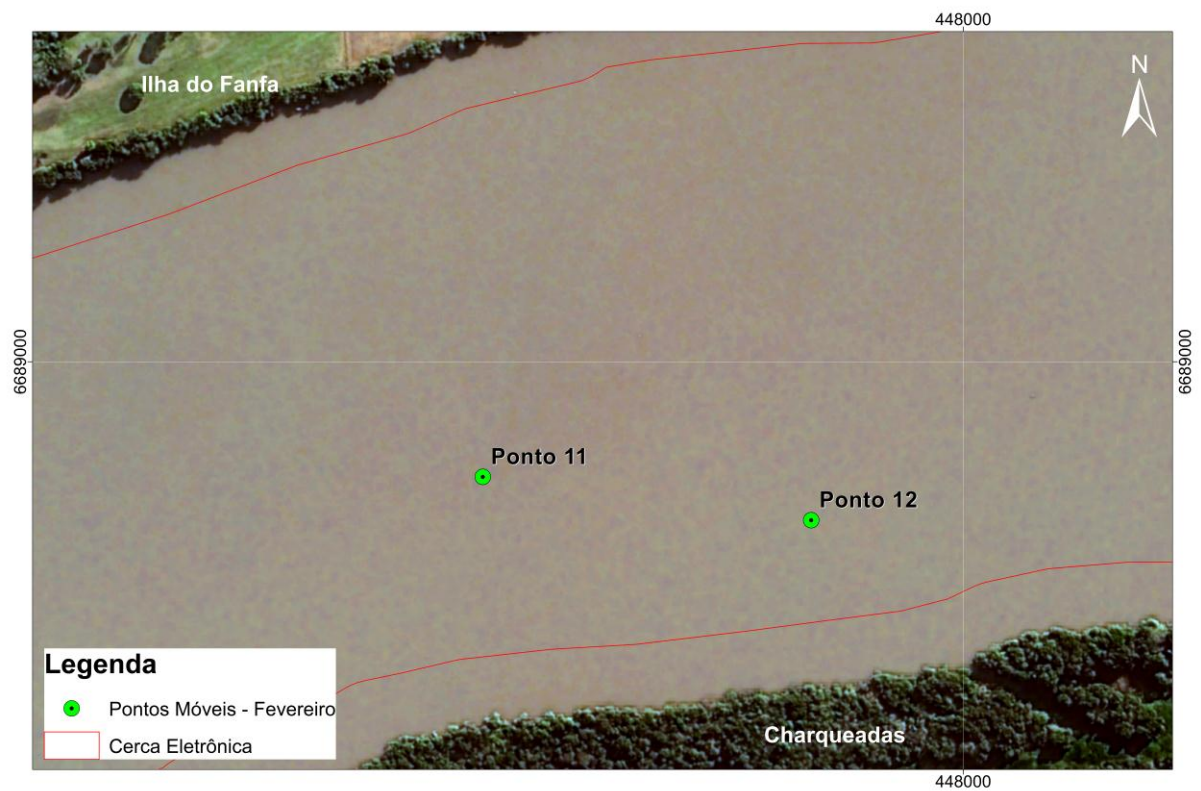 448000
Ilha do Fanfa
N
6689000
6689000
Ponto 11
Ponto 12
Legenda
Pontos Móveis - Fevereiro
Cerca Eletrônica
Charqueadas
448000